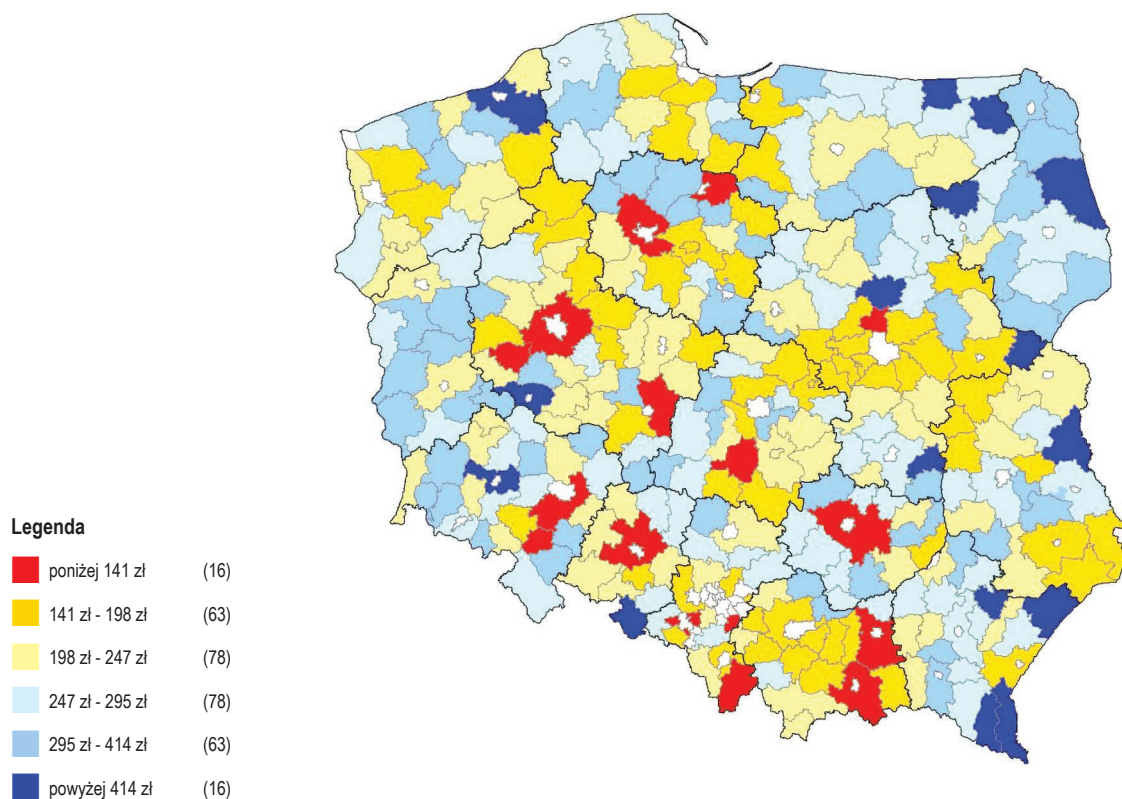 Legenda
poniżej 141 zł (16)
141 zł - 198 zł (63)
198 zł - 247 zł (78)
247 zł - 295 zł (78)
295 zł - 414 zł (63)
powyżej 414 zł (16)